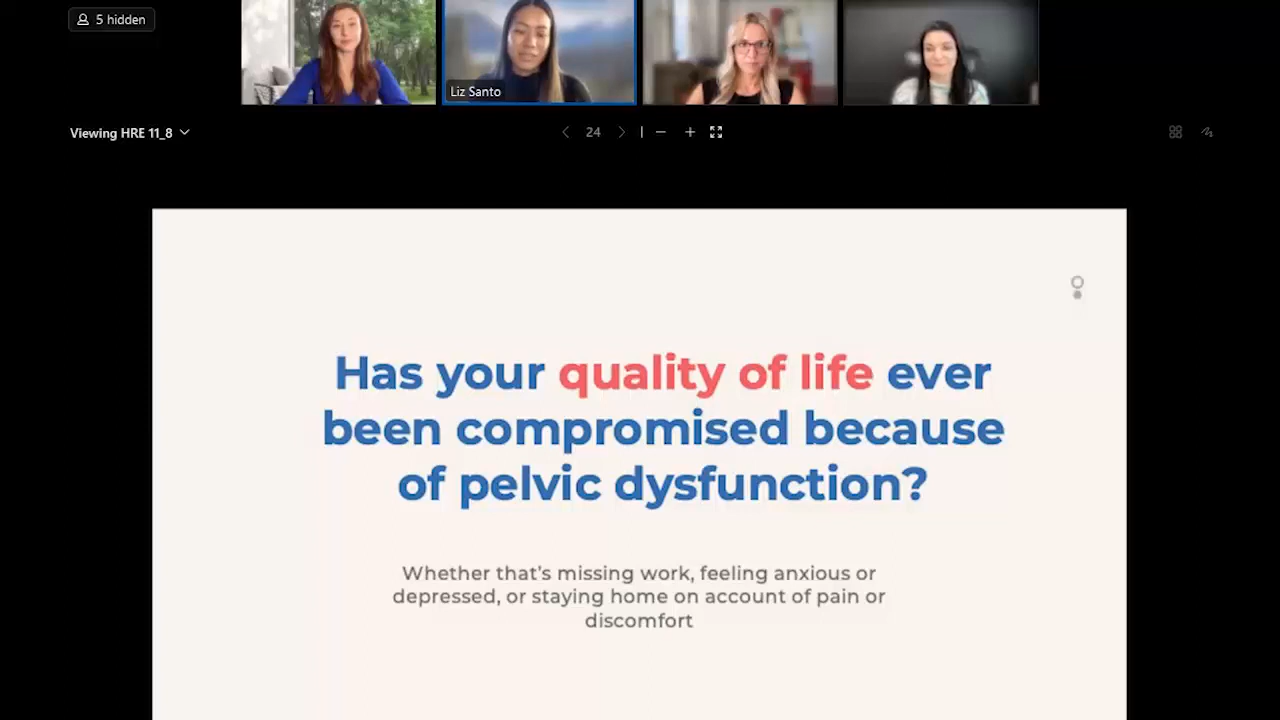 5 hidden
Liz Santo
Viewing HRE 11_8
24
Has your quality of life ever
been compromised because
of pelvic dysfunction?
Whether that's missing work, feeling anxious or
depressed, or staying home on account of pain or
discomfort